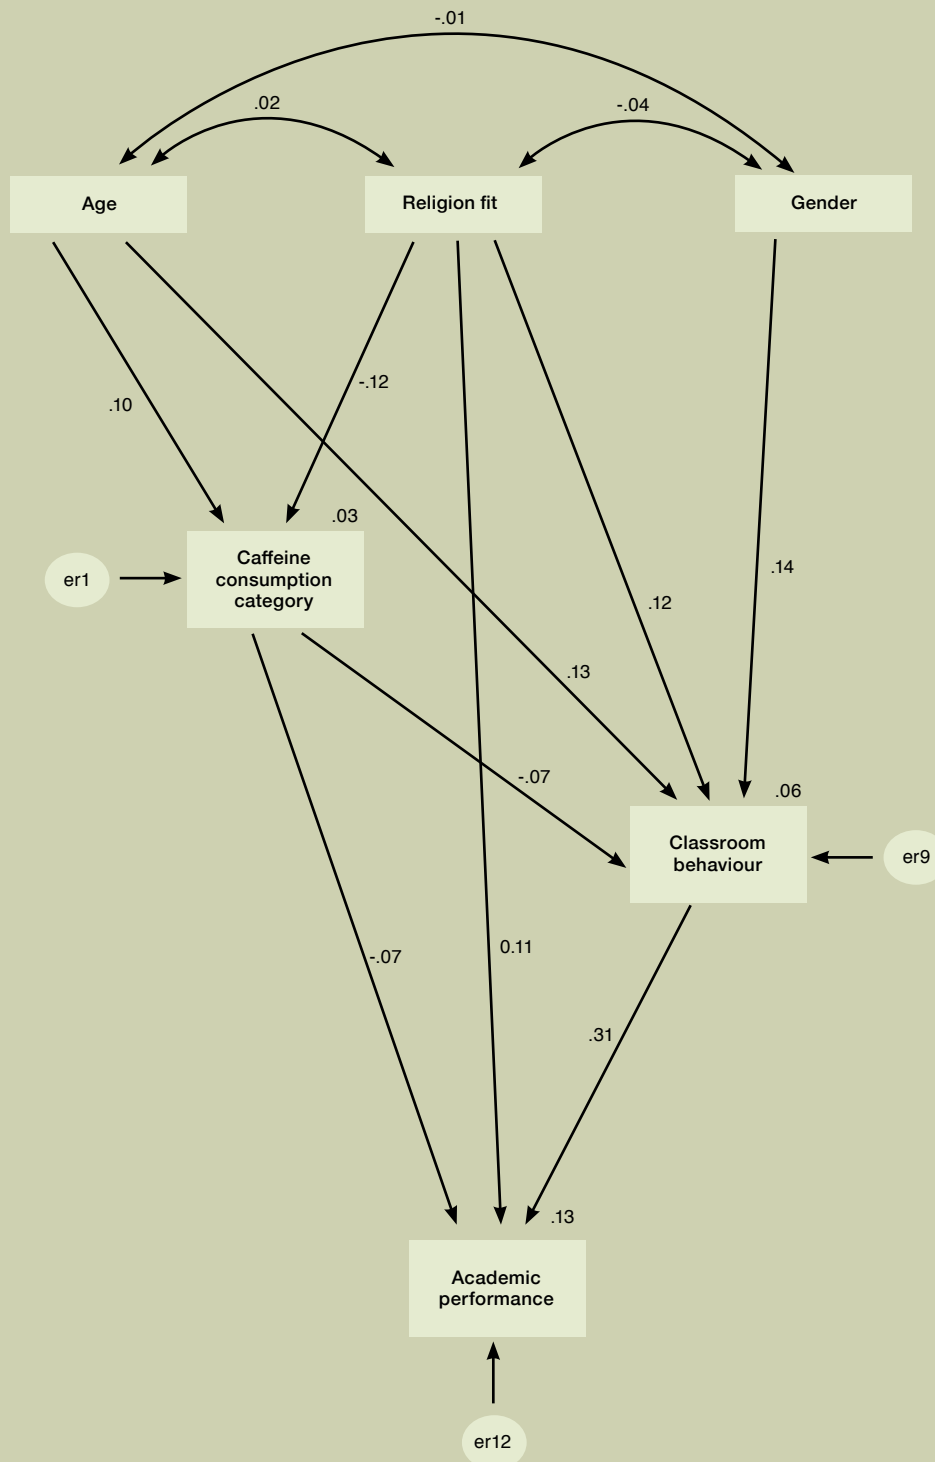 -.01
.02
-.04
Age
Religion fit
Gender
-.12
.10
.03
Caffeine
consumption
category
er1
.14
.12
.13
-.07
.06
Classroom
behaviour
er9
0.11
-.07
.31
.13
Academic
performance
er12